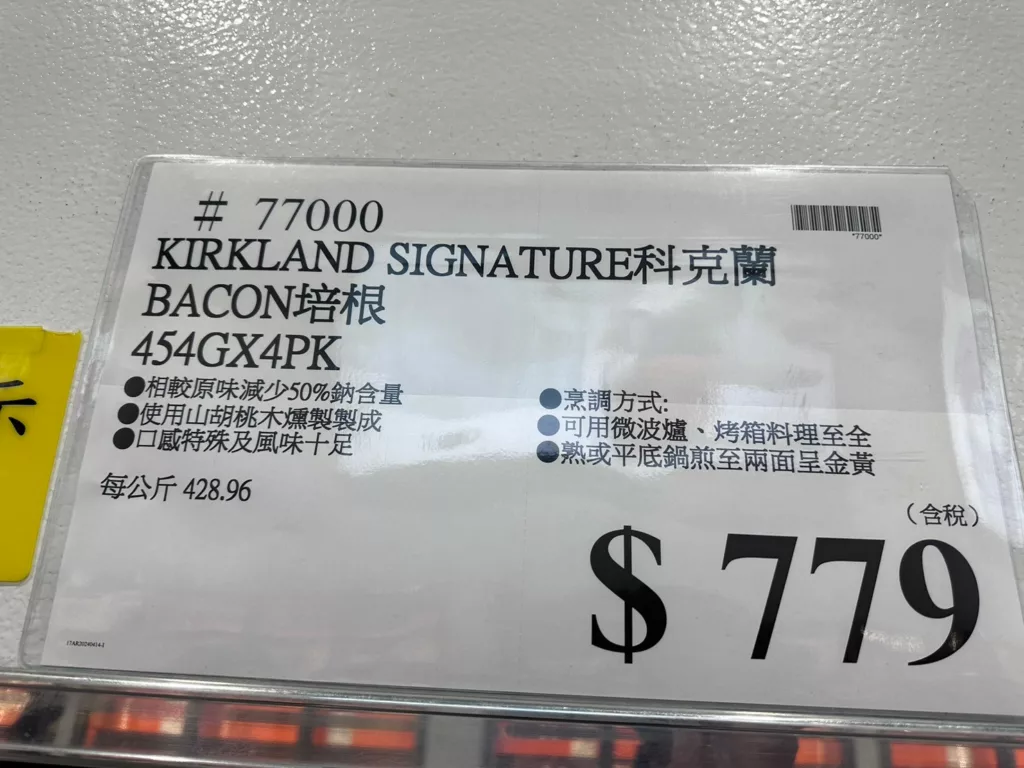 # 77000
*77000*
KIRKLAND SIGNATURE科克蘭
BACON培根
454GX4PK
●相較原味減少50%鈉含量
●使用山胡桃木燻製製成
●口感特殊及風味十足
●烹調方式:
●可用微波爐、烤箱料理至全
●熟或平底鍋煎至兩面呈金黃
每公斤 428.96
(含稅)
$ 779